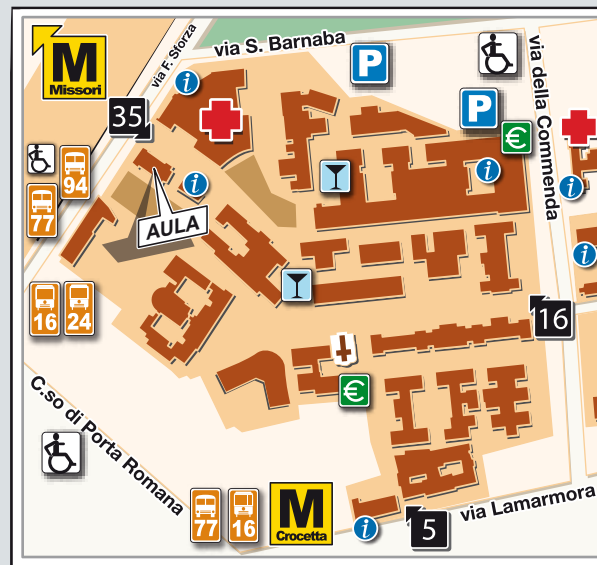 via S. Barnaba
via F. Sforza
M
Missori
P
35
P
€
via della Commenda
i
94
77
i
i
i
AULA
i
16
24
16
€
C.so di Porta Romana
77
16
M
Crocetta
i
5
via Lamarmora